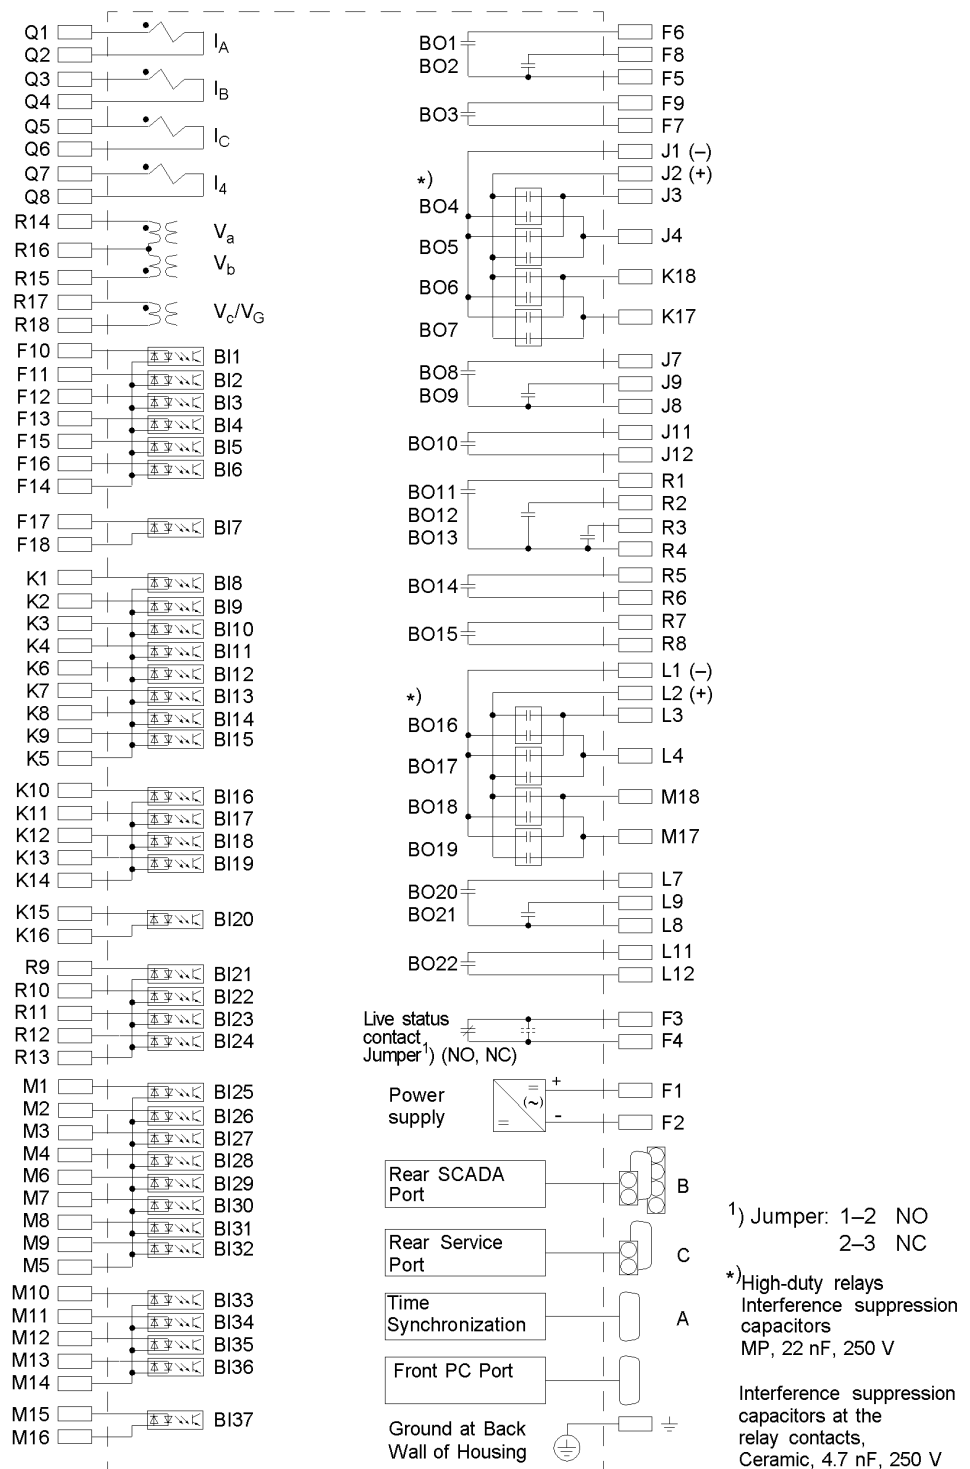 Q1
Q2
I_A
Q3
Q4
I_B
Q5
Q6
I_C
Q7
Q8
I_4
R14
R16
R15
V_a
V_b
R17
R18
V_c/V_G
F10
BI1
F11
BI2
F12
BI3
F13
BI4
F15
BI5
F16
BI6
F14
F17
BI7
F18
K1
BI8
K2
BI9
K3
BI10
K4
BI11
K6
BI12
K7
BI13
K8
BI14
K9
BI15
K5
K10
BI16
K11
BI17
K12
BI18
K13
BI19
K14
K15
BI20
K16
R9
BI21
R10
BI22
R11
BI23
R12
BI24
R13
M1
BI25
M2
BI26
M3
BI27
M4
BI28
M6
BI29
M7
BI30
M8
BI31
M9
BI32
M5
M10
BI33
M11
BI34
M12
BI35
M13
BI36
M14
M15
BI37
M16
BO1
BO2
F6
F8
F5
BO3
F9
F7
J1 (–)
J2 (+)
*)
J3
BO4
J4
BO5
K18
BO6
K17
BO7
BO8
BO9
J7
J9
J8
BO10
J11
J12
BO11
BO12
BO13
R1
R2
R3
R4
BO14
R5
R6
BO15
R7
R8
L1 (–)
L2 (+)
*)
L3
BO16
L4
BO17
M18
BO18
M17
BO19
BO20
BO21
L7
L9
L8
BO22
L11
L12
Live status
contact
Jumper¹) (NO, NC)
F3
F4
Power
supply
=
(~)
=
+
-
F1
F2
Rear SCADA
Port
B
Rear Service
Port
C
Time
Synchronization
A
Front PC Port
Ground at Back
Wall of Housing
¹) Jumper: 1–2 NO
2–3 NC
*)High-duty relays
Interference suppression
capacitors
MP, 22 nF, 250 V
Interference suppression
capacitors at the
relay contacts,
Ceramic, 4.7 nF, 250 V